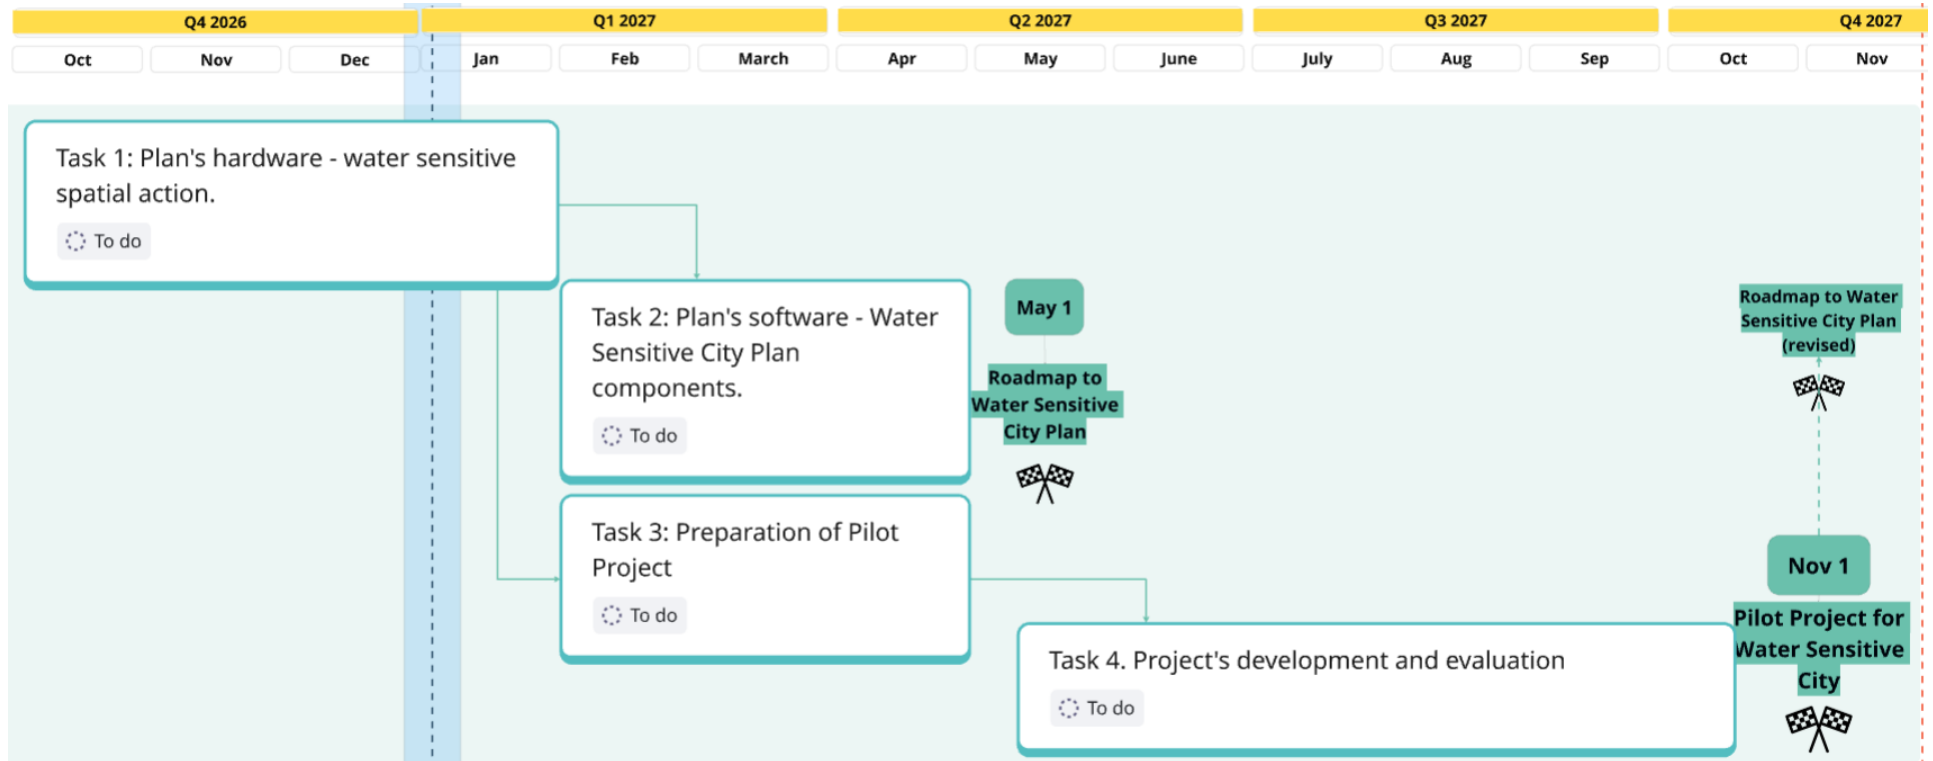 Q4 2026
Q1 2027
Q2 2027
Q3 2027
Q4 2027
Oct
Nov
Dec
Jan
Feb
March
Apr
May
June
July
Aug
Sep
Oct
Nov
Task 1: Plan's hardware - water sensitive
spatial action.
To do
Task 2: Plan's software - Water
Sensitive City Plan
components.
To do
May 1
Roadmap to
Water Sensitive
City Plan
Task 3: Preparation of Pilot
Project
To do
Task 4. Project's development and evaluation
To do
Roadmap to Water
Sensitive City Plan
(revised)
Nov 1
Pilot Project for
Water Sensitive
City